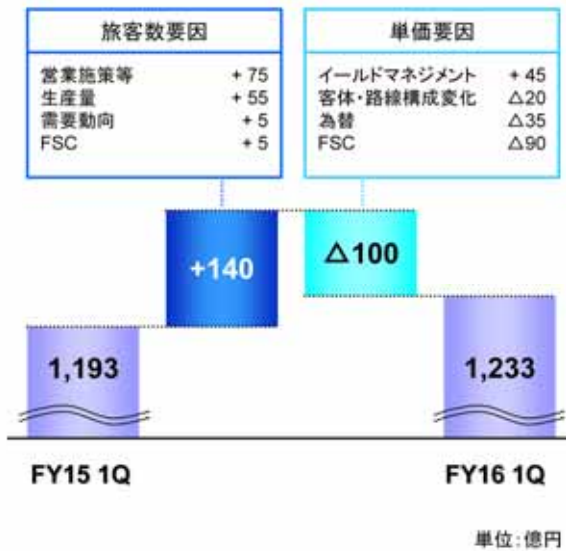 旅客数要因
営業施策等 +75
生産量 +55
需要動向 +5
FSC +5
単価要因
イールドマネジメント +45
客体・路線構成変化 △20
為替 △35
FSC △90
+140
△100
1,193
1,233
FY15 1Q
FY16 1Q
単位：億円